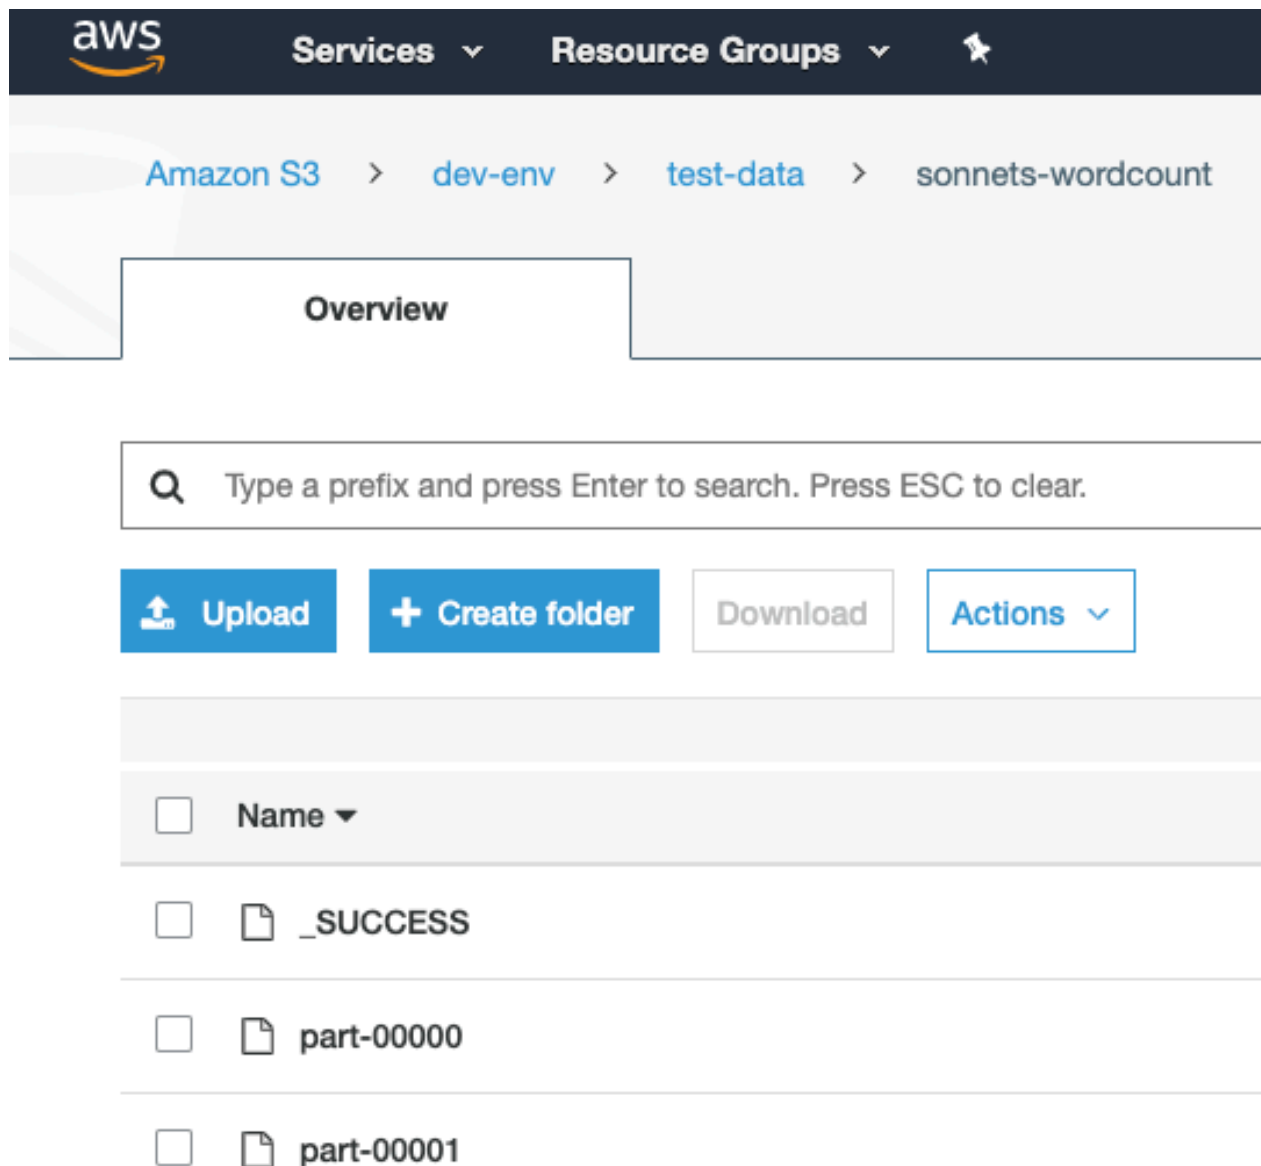 aws Services Resource Groups
Amazon S3 > dev-env > test-data > sonnets-wordcount
Overview
Type a prefix and press Enter to search. Press ESC to clear.
Upload + Create folder Download Actions
Name
_SUCCESS
part-00000
part-00001